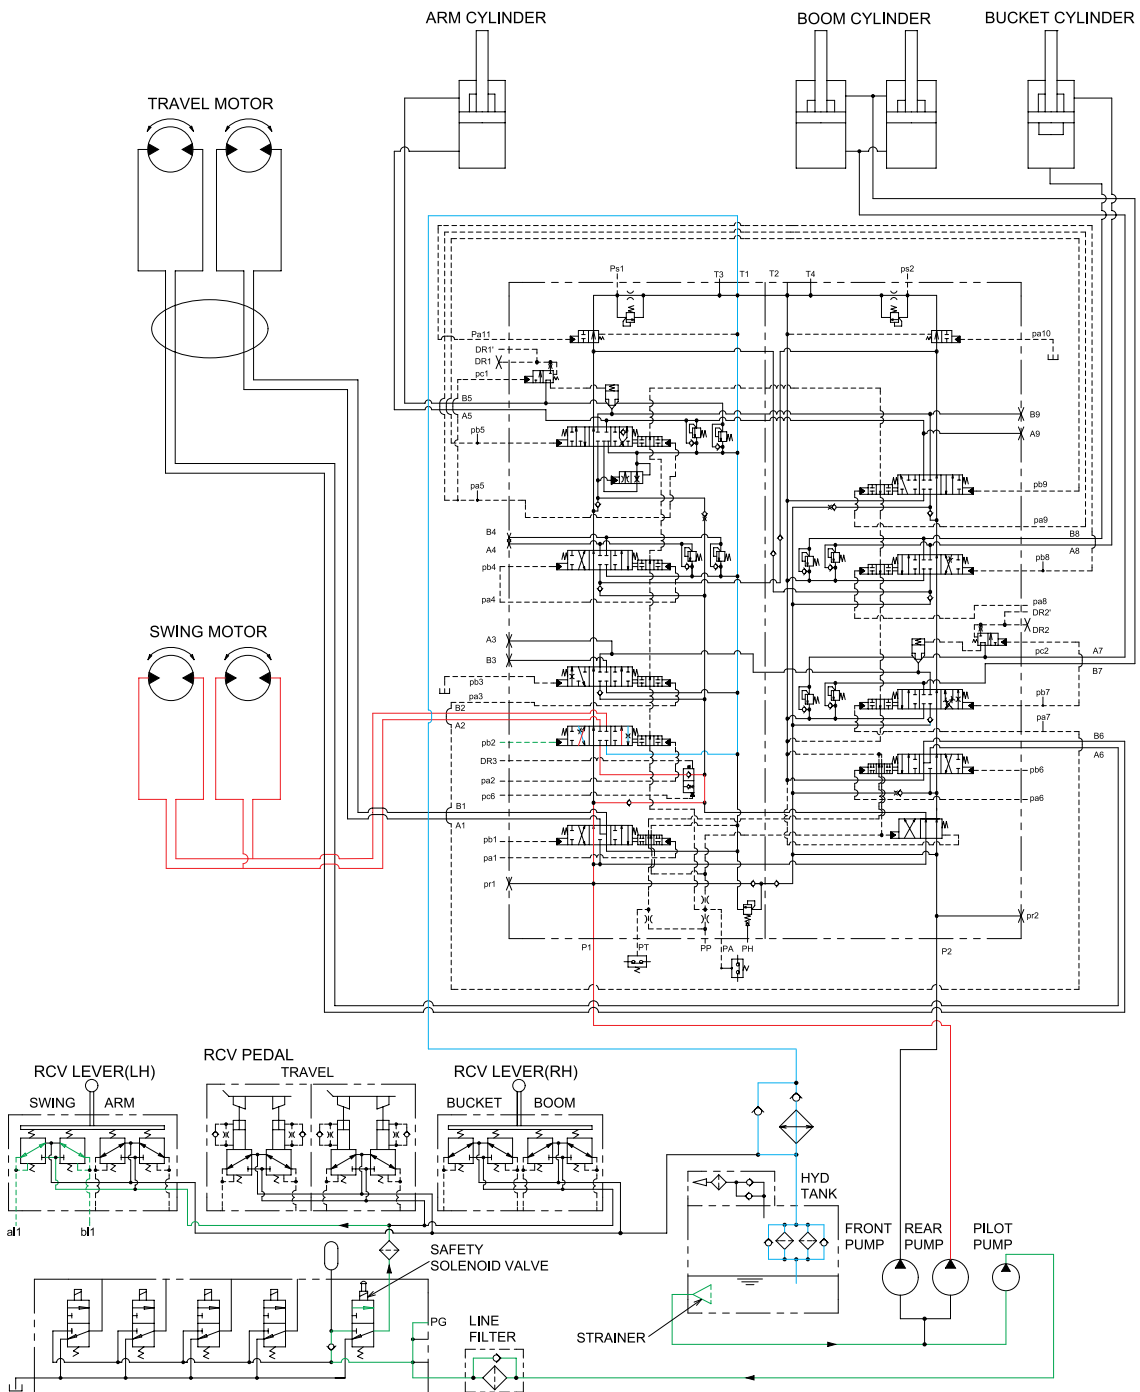 ARM CYLINDER
BOOM CYLINDER
BUCKET CYLINDER
TRAVEL MOTOR
Ps1
T3
T1
T2
T4
ps2
Pa11
pa10
DR1'
DR1
pc1
B5
A5
B9
A9
pb5
pa5
pb9
pa9
B4
A4
B8
A8
pb4
pb8
pa4
pa8
DR2'
DR2
SWING MOTOR
A3
B3
pc2
A7
B7
pb3
pa3
pb7
B2
A2
pa7
pb2
B6
A6
DR3
pa2
pb6
pc6
pa6
B1
A1
pb1
pa1
pr1
pr2
P1
PT
PP
PA
PH
P2
RCV LEVER(LH)
SWING
ARM
RCV PEDAL
TRAVEL
RCV LEVER(RH)
BUCKET
BOOM
al1
bl1
HYD
TANK
FRONT
PUMP
REAR
PUMP
PILOT
PUMP
SAFETY
SOLENOID VALVE
PG
LINE
FILTER
STRAINER